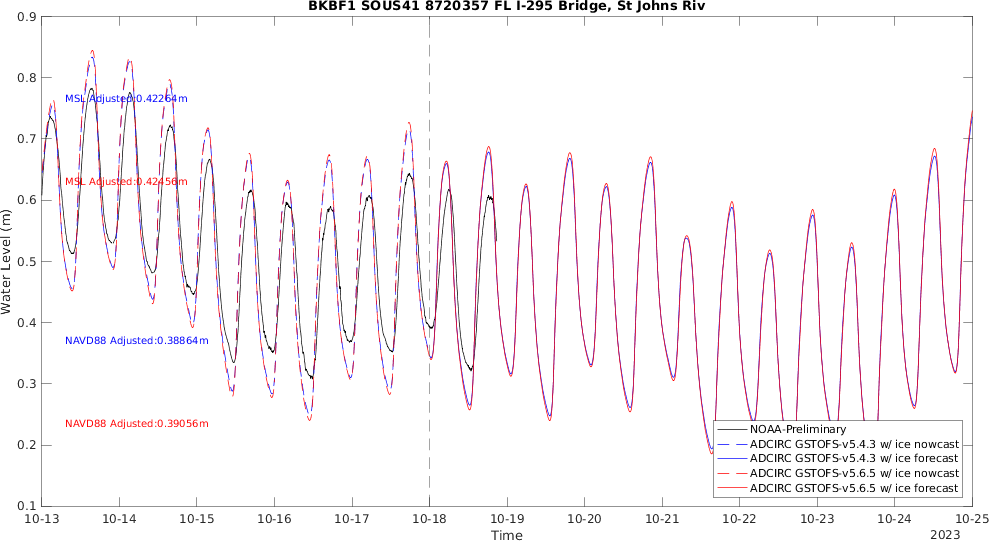 BKBF1 SOUS41 8720357 FL I-295 Bridge, St Johns Riv
0.9
0.8
0.7
0.6
0.5
0.4
0.3
0.2
0.1
Water Level (m)
MSL Adjusted:0.42264m
MSL Adjusted:0.42456m
NAVD88 Adjusted:0.38864m
NAVD88 Adjusted:0.39056m
NOAA-Preliminary
ADCIRC GSTOFS-v5.4.3 w/ ice nowcast
ADCIRC GSTOFS-v5.4.3 w/ ice forecast
ADCIRC GSTOFS-v5.6.5 w/ ice nowcast
ADCIRC GSTOFS-v5.6.5 w/ ice forecast
10-13 10-14 10-15 10-16 10-17 10-18 10-19 10-20 10-21 10-22 10-23 10-24 10-25
Time
2023